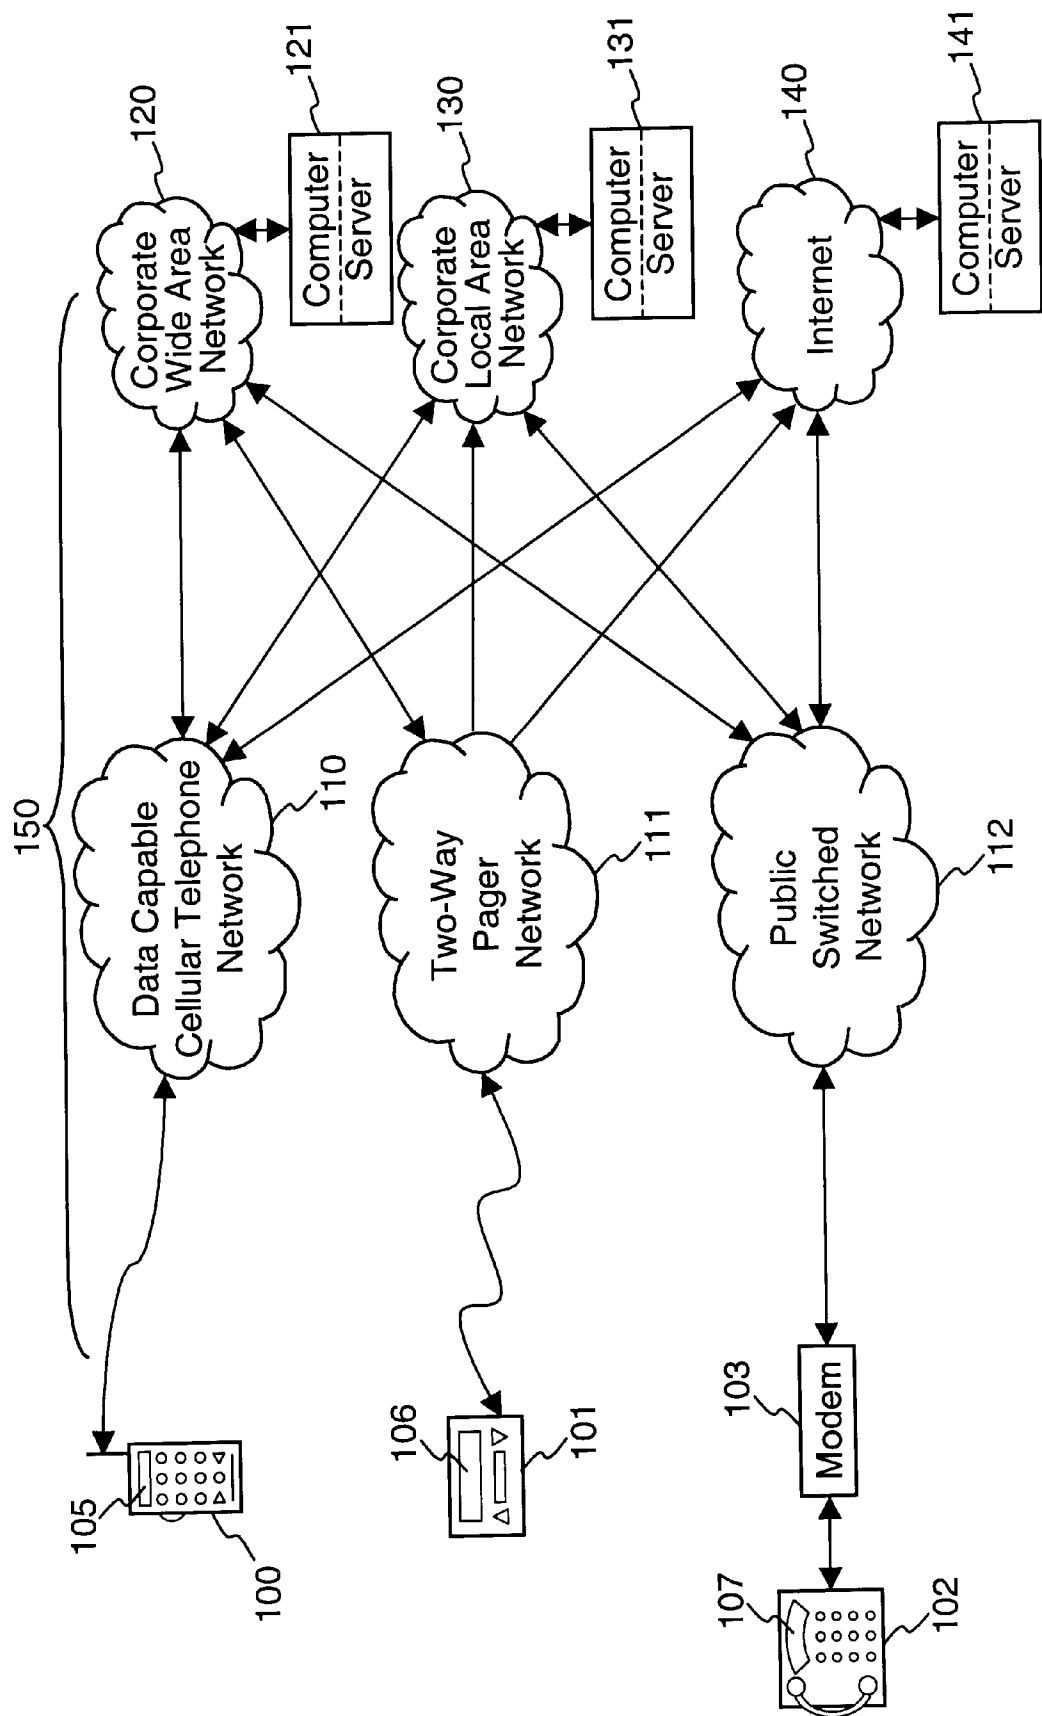 150
120
Corporate
Wide Area
Network
121
Computer
Server
130
Corporate
Local Area
Network
131
Computer
Server
140
Internet
141
Computer
Server
Data Capable
Cellular Telephone
Network
110
Two-Way
Pager
Network
111
Public
Switched
Network
112
105
100
106
101
103
Modem
107
102